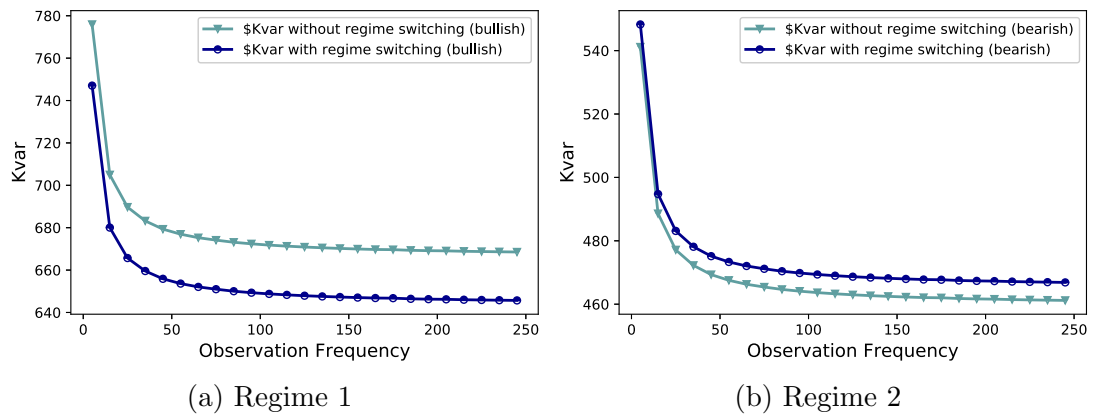 $Kvar without regime switching (bullish)
$Kvar with regime switching (bullish)
Kvar
780
760
740
720
700
680
660
640
0
50
100
150
200
250
Observation Frequency
(a) Regime 1
$Kvar without regime switching (bearish)
$Kvar with regime switching (bearish)
Kvar
540
520
500
480
460
0
50
100
150
200
250
Observation Frequency
(b) Regime 2